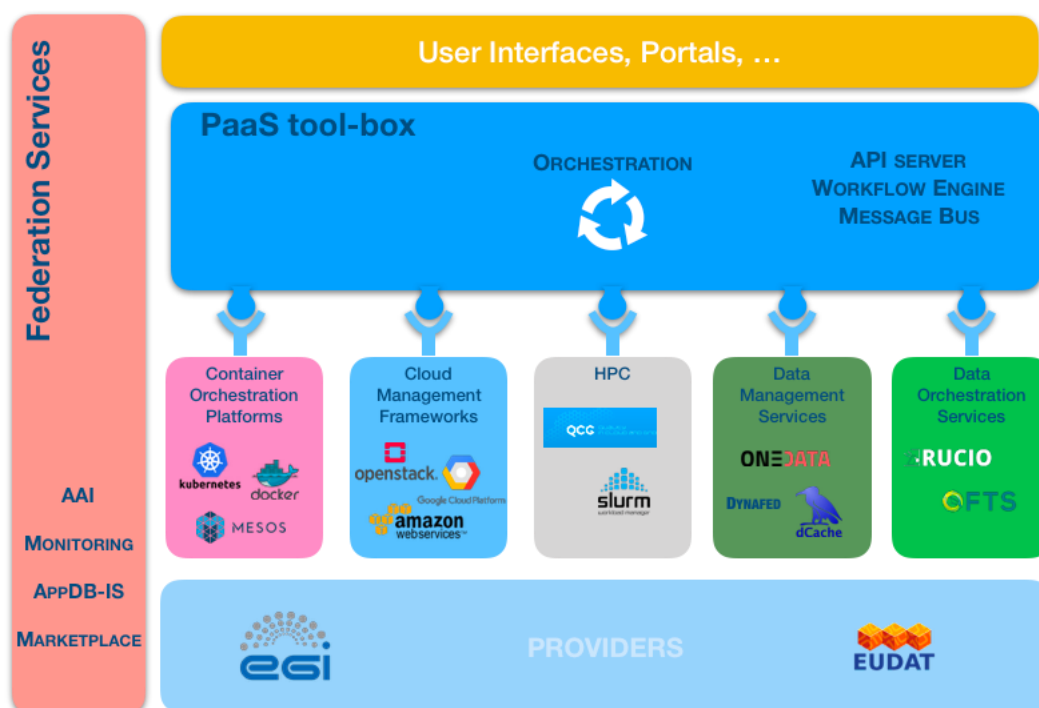 Federation Services
AAI
MONITORING
APPDB-IS
MARKETPLACE
User Interfaces, Portals, ...
PaaS tool-box
ORCHESTRATION
API SERVER
WORKFLOW ENGINE
MESSAGE BUS
Container
Orchestration
Platforms
kubernetes
docker
MESOS
Cloud
Management
Frameworks
openstack.
Google Cloud Platform
amazon
webservices™
HPC
QCG
slurm
workload manager
Data
Management
Services
ONEDATA
DYNAFED
dCache
Data
Orchestration
Services
RUCIO
FTS
egi
PROVIDERS
EUDAT